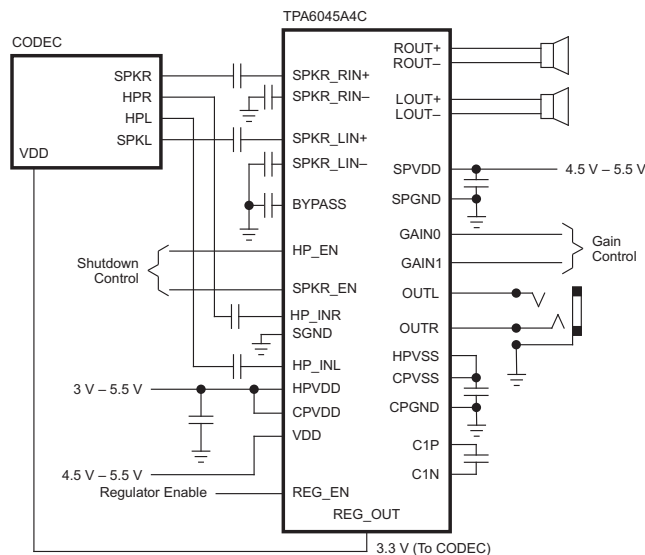 TPA6045A4C
CODEC
SPKR
HPR
HPL
SPKL
VDD
SPKR_RIN+
SPKR_RIN–
SPKR_LIN+
SPKR_LIN–
BYPASS
HP_EN
SPKR_EN
HP_INR
SGND
HP_INL
HPVDD
CPVDD
VDD
REG_EN
REG_OUT
ROUT+
ROUT–
LOUT+
LOUT–
SPVDD
SPGND
GAIN0
GAIN1
OUTL
OUTR
HPVSS
CPVSS
CPGND
C1P
C1N
4.5 V – 5.5 V
Gain
Control
Shutdown
Control
3 V – 5.5 V
4.5 V – 5.5 V
Regulator Enable
3.3 V (To CODEC)